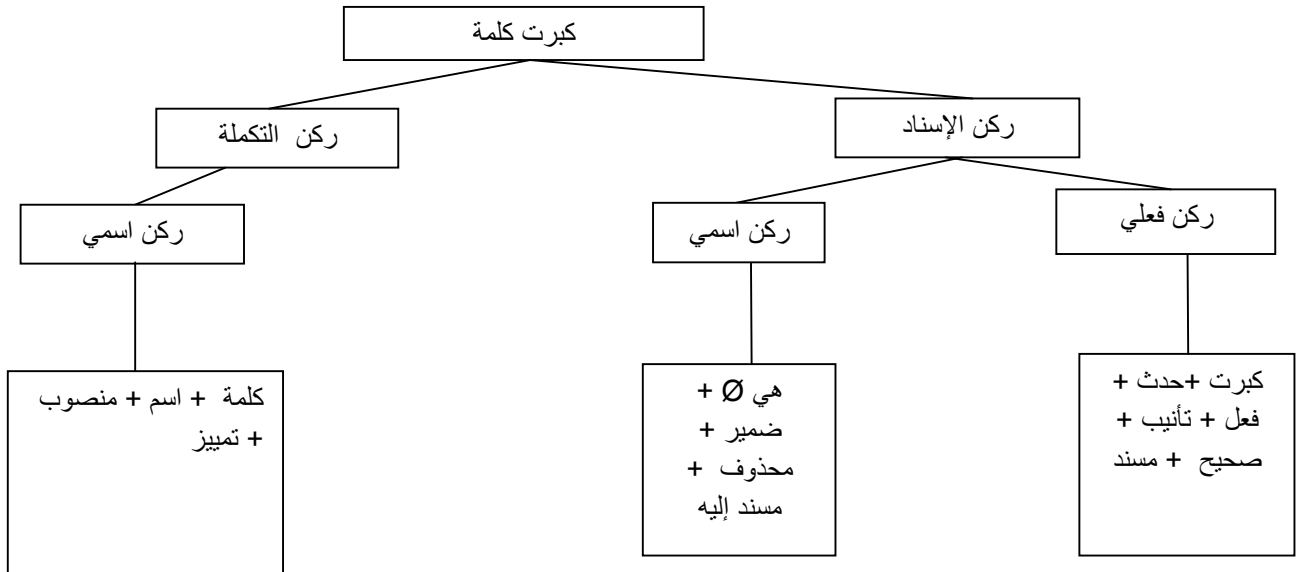 كبرت كلمة
ركن الإسناد
ركن التكملة
ركن فعلي
ركن اسمي
ركن اسمي
كبرت +حدث +
فعل + تأنيب +
صحيح + مسند
هي Ø +
ضمير +
محذوف +
مسند إليه
كلمة + اسم + منصوب
+ تمييز